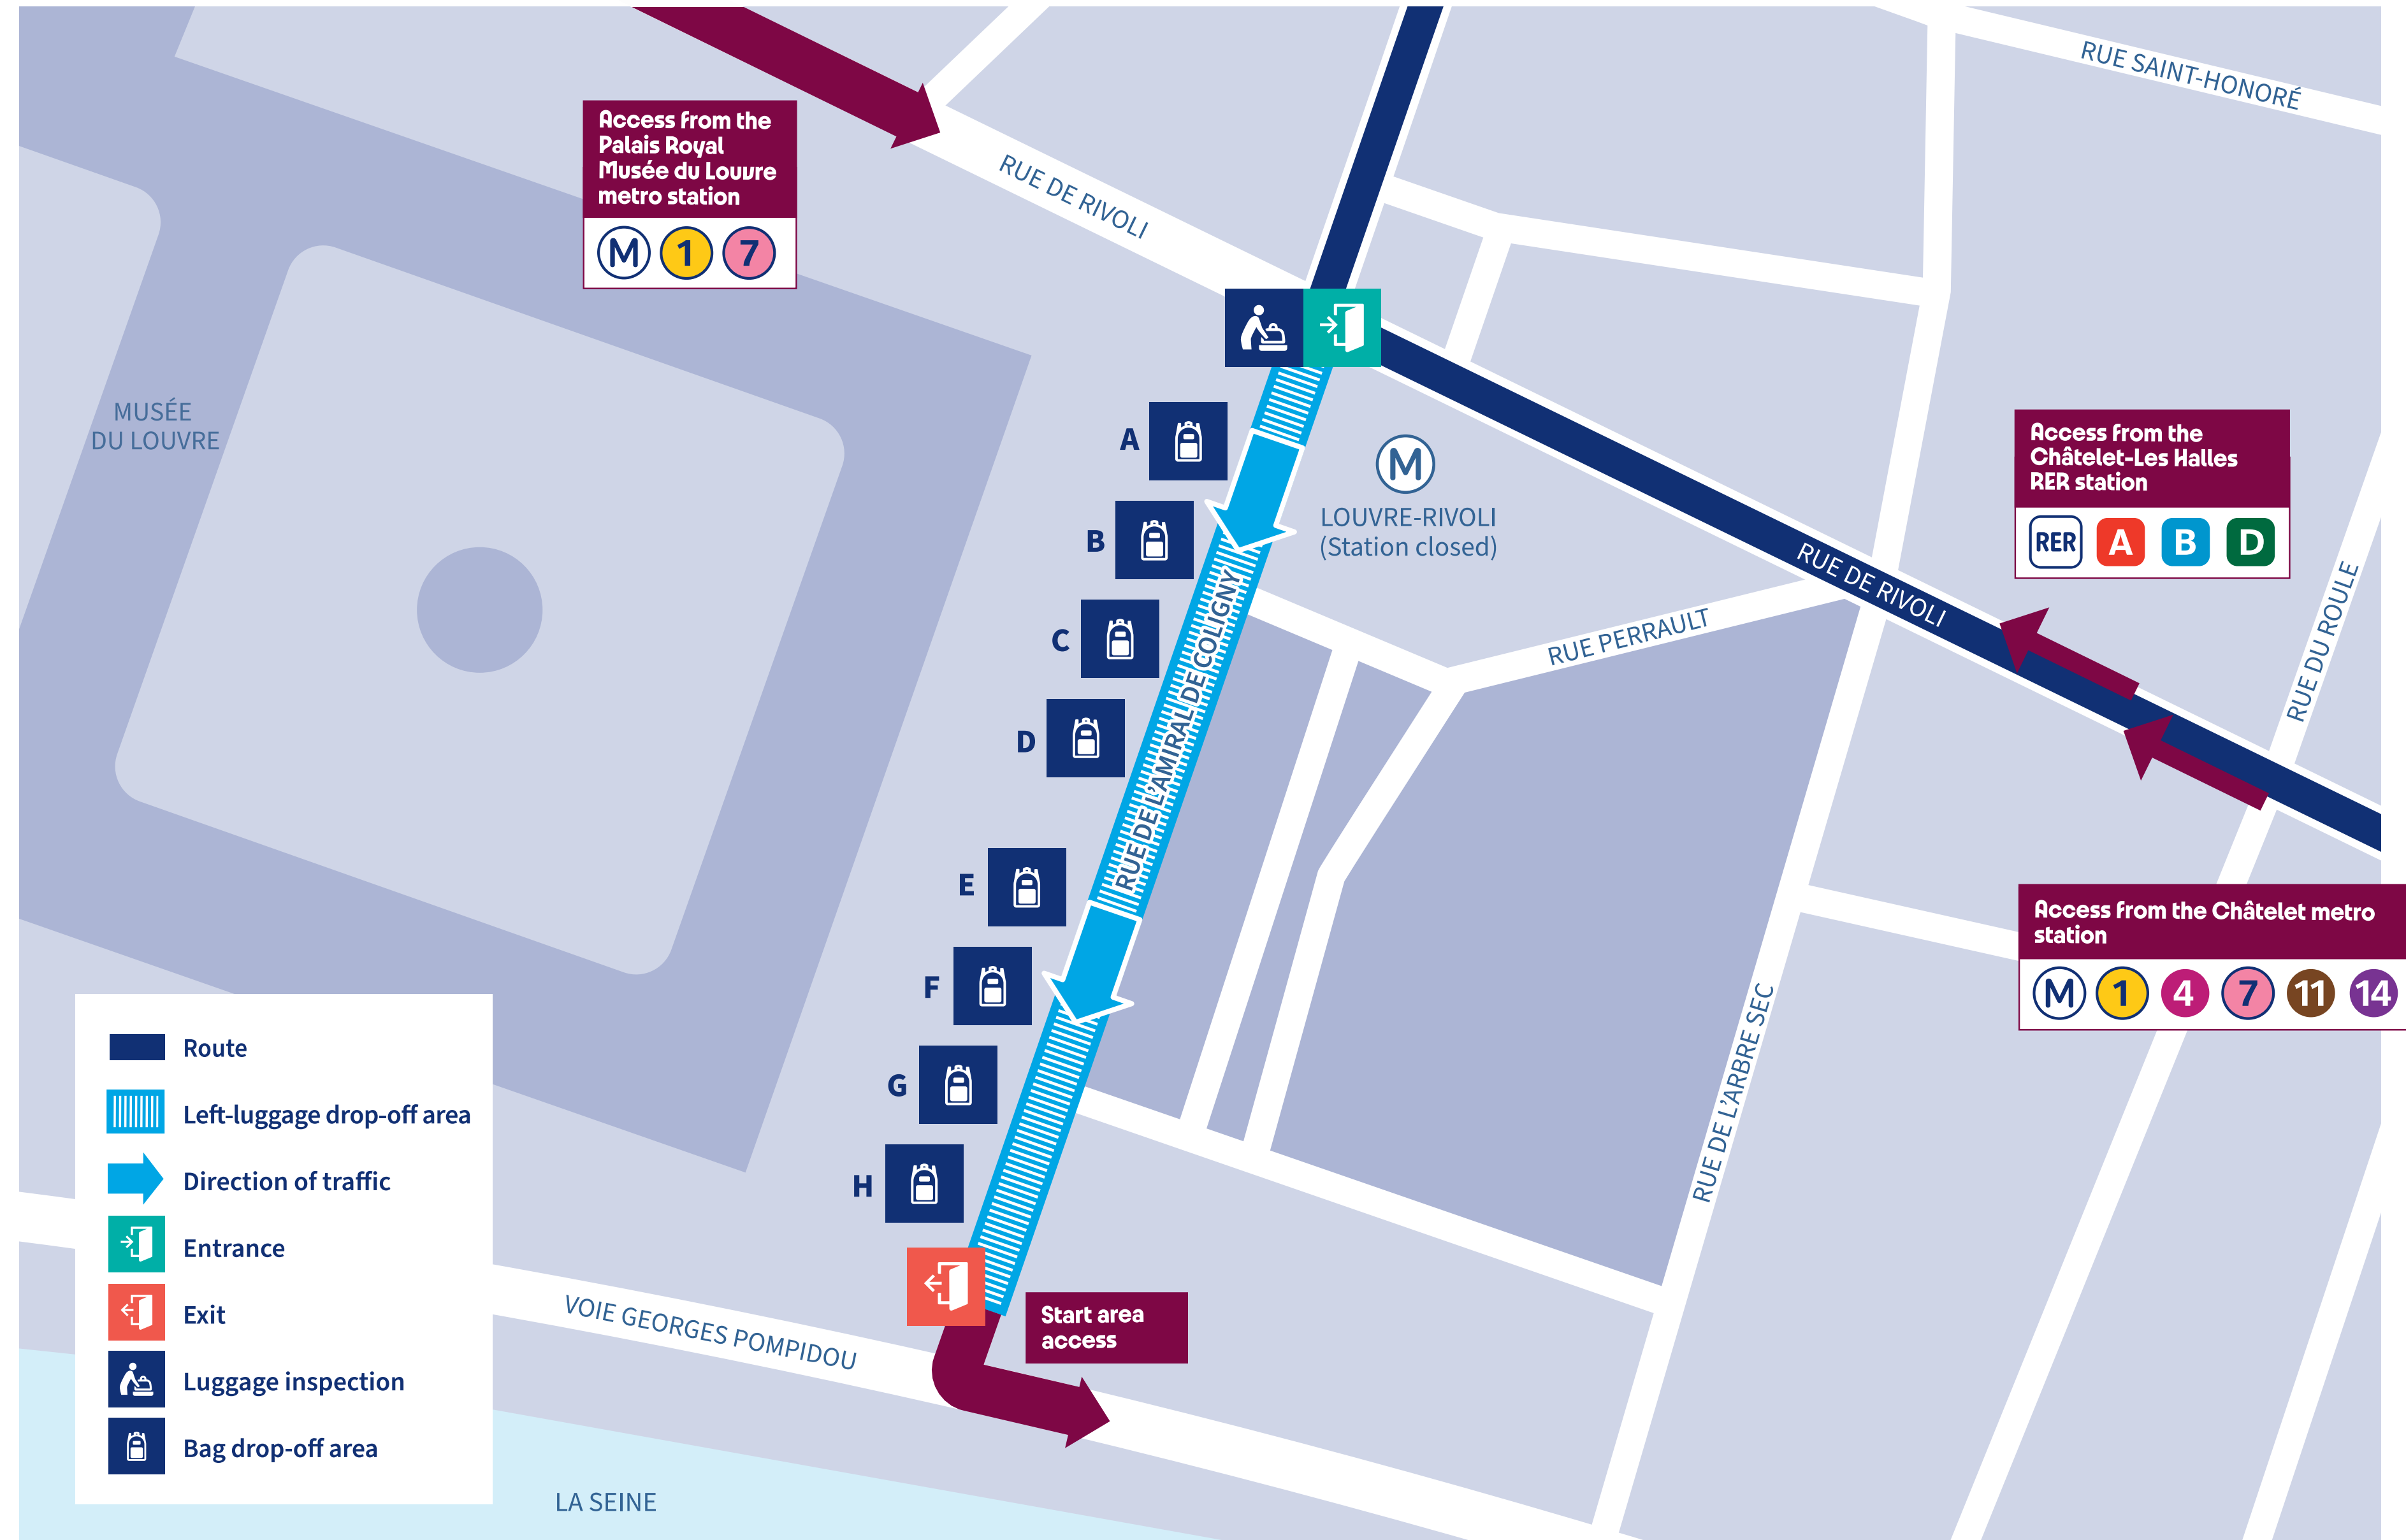 RUE SAINT-HONORÉ
Access from the
Palais Royal
Musée du Louvre
metro station
M 1 7
RUE DE RIVOLI
MUSÉE
DU LOUVRE
A
B
C
D
E
F
G
H
M
LOUVRE-RIVOLI
(Station closed)
RUE DE L'AMIRAL DE COLIGNY
RUE PERRAULT
RUE DE RIVOLI
Access from the
Châtelet-Les Halles
RER station
RER A B D
RUE DU ROULE
Access from the Châtelet metro
station
M 1 4 7 11 14
RUE DE L'ARBRE SEC
Start area
access
VOIE GEORGES POMPIDOU
LA SEINE
Route
Left-luggage drop-off area
Direction of traffic
Entrance
Exit
Luggage inspection
Bag drop-off area